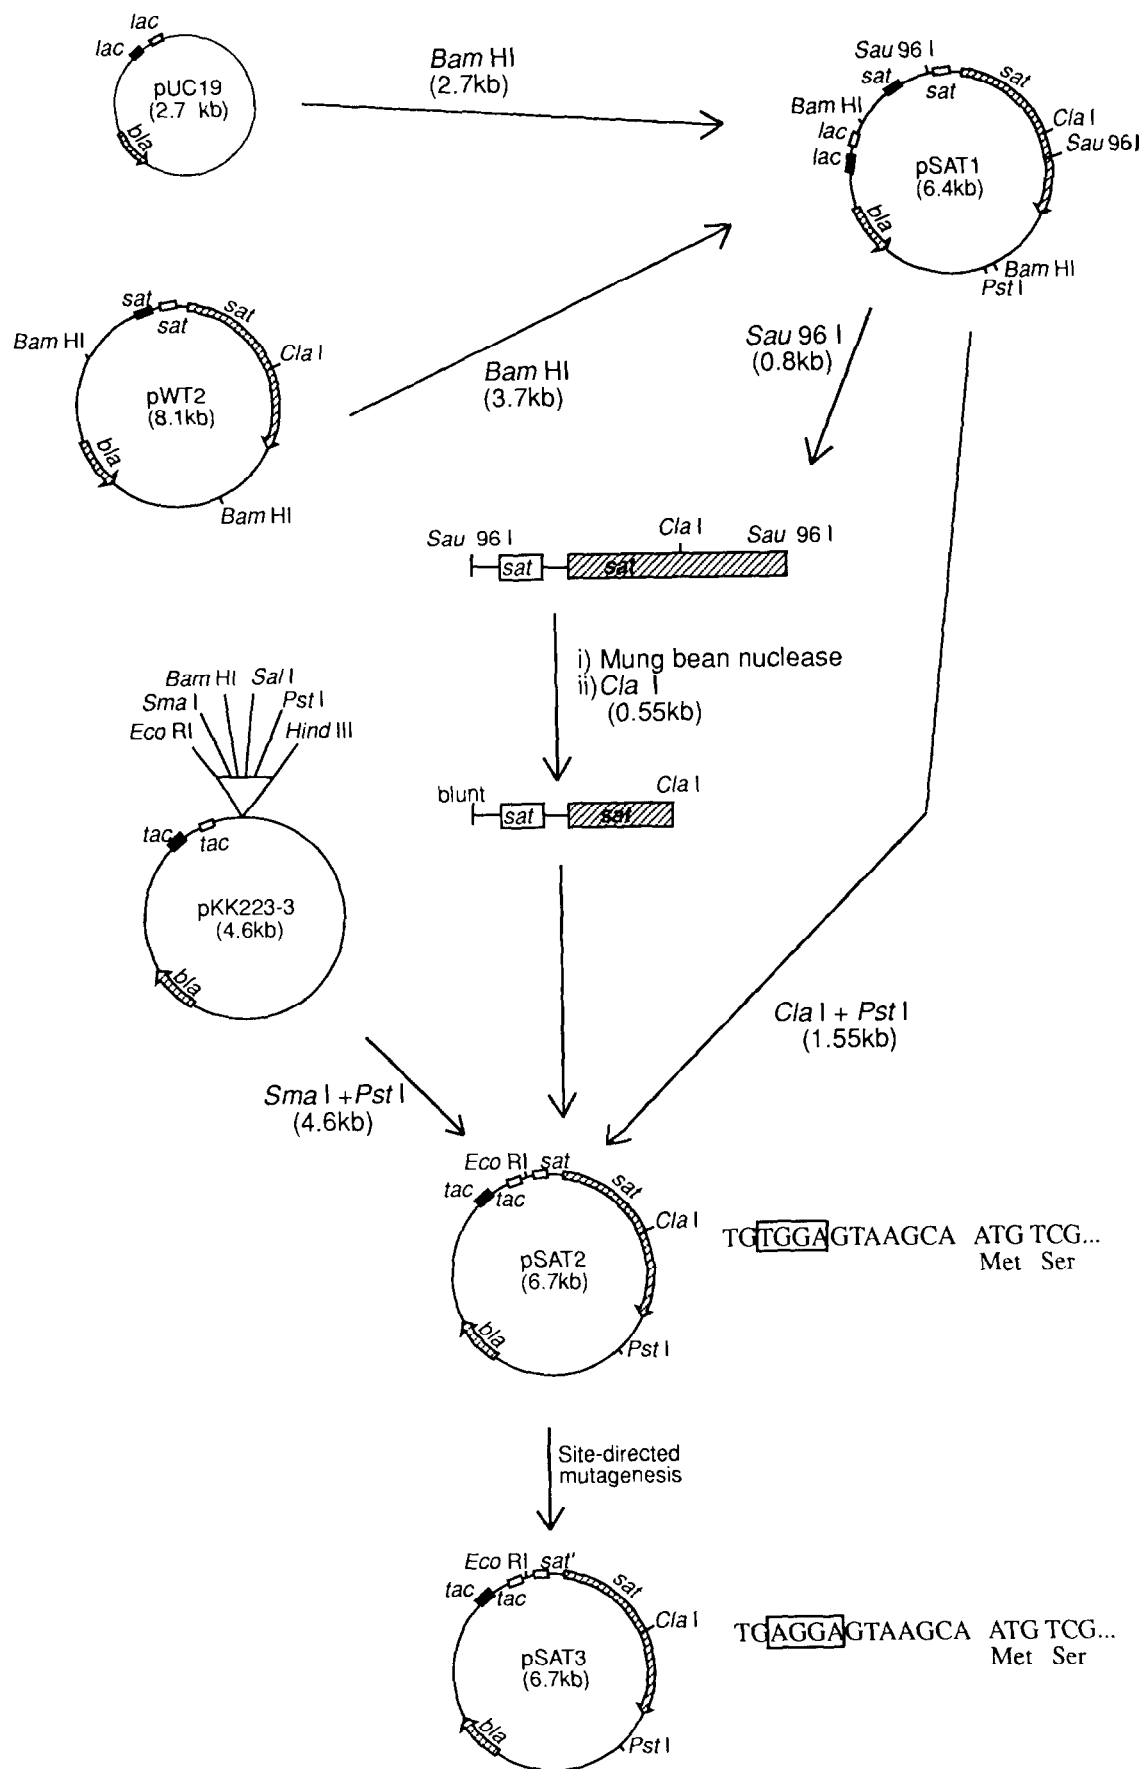 lac
lac
pUC19
(2.7 kb)
bla
Bam HI
(2.7kb)
Sau 96 I
sat
sat
sat
Bam HI
lac
lac
Cla I
Sau 96 I
pSAT1
(6.4kb)
bla
Bam HI
Pst I
sat
sat
sat
Bam HI
Cla I
pWT2
(8.1kb)
bla
Bam HI
Bam HI
(3.7kb)
Sau 96 I
(0.8kb)
Sau 96 I
Cla I
Sau 96 I
sat
sat
i) Mung bean nuclease
ii) Cla I
(0.55kb)
blunt
Cla I
sat
sat
Bam HI
Sal I
Sma I
Pst I
Eco RI
Hind III
tac
tac
pKK223-3
(4.6kb)
bla
Cla I + Pst I
(1.55kb)
Sma I + Pst I
(4.6kb)
Eco RI
sat
tac
tac
sat
Cla I
pSAT2
(6.7kb)
bla
Pst I
TGTGGAGTAAGCA ATG TCG...
Met Ser
Site-directed
mutagenesis
Eco RI
sat'
tac
tac
sat
Cla I
pSAT3
(6.7kb)
bla
Pst I
TGAGGAGTAAGCA ATG TCG...
Met Ser